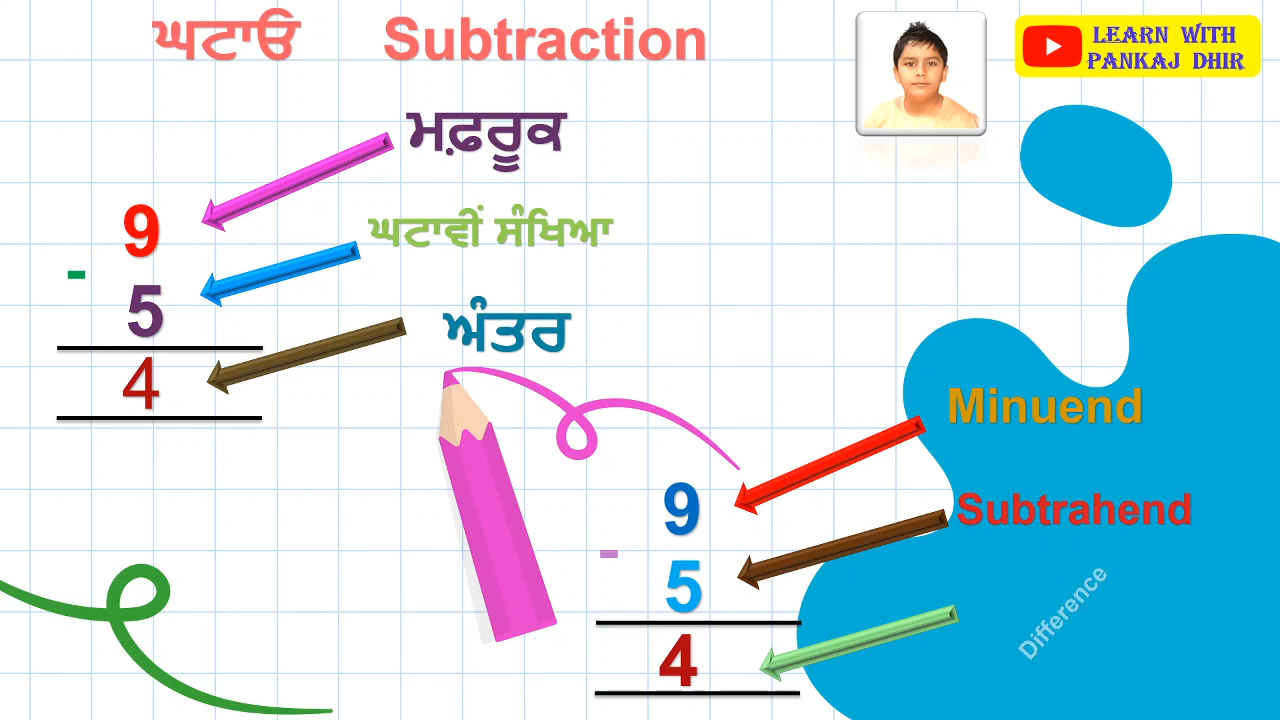 ਘਟਾਓ Subtraction
LEARN WITH
PANKAJ DHIR
ਮਫ਼ਰੂਕ
9
ਘਟਾਵੀਂ ਸੰਖਿਆ
-
5
ਅੰਤਰ
4
Minuend
9
Subtrahend
-
5
Difference
4